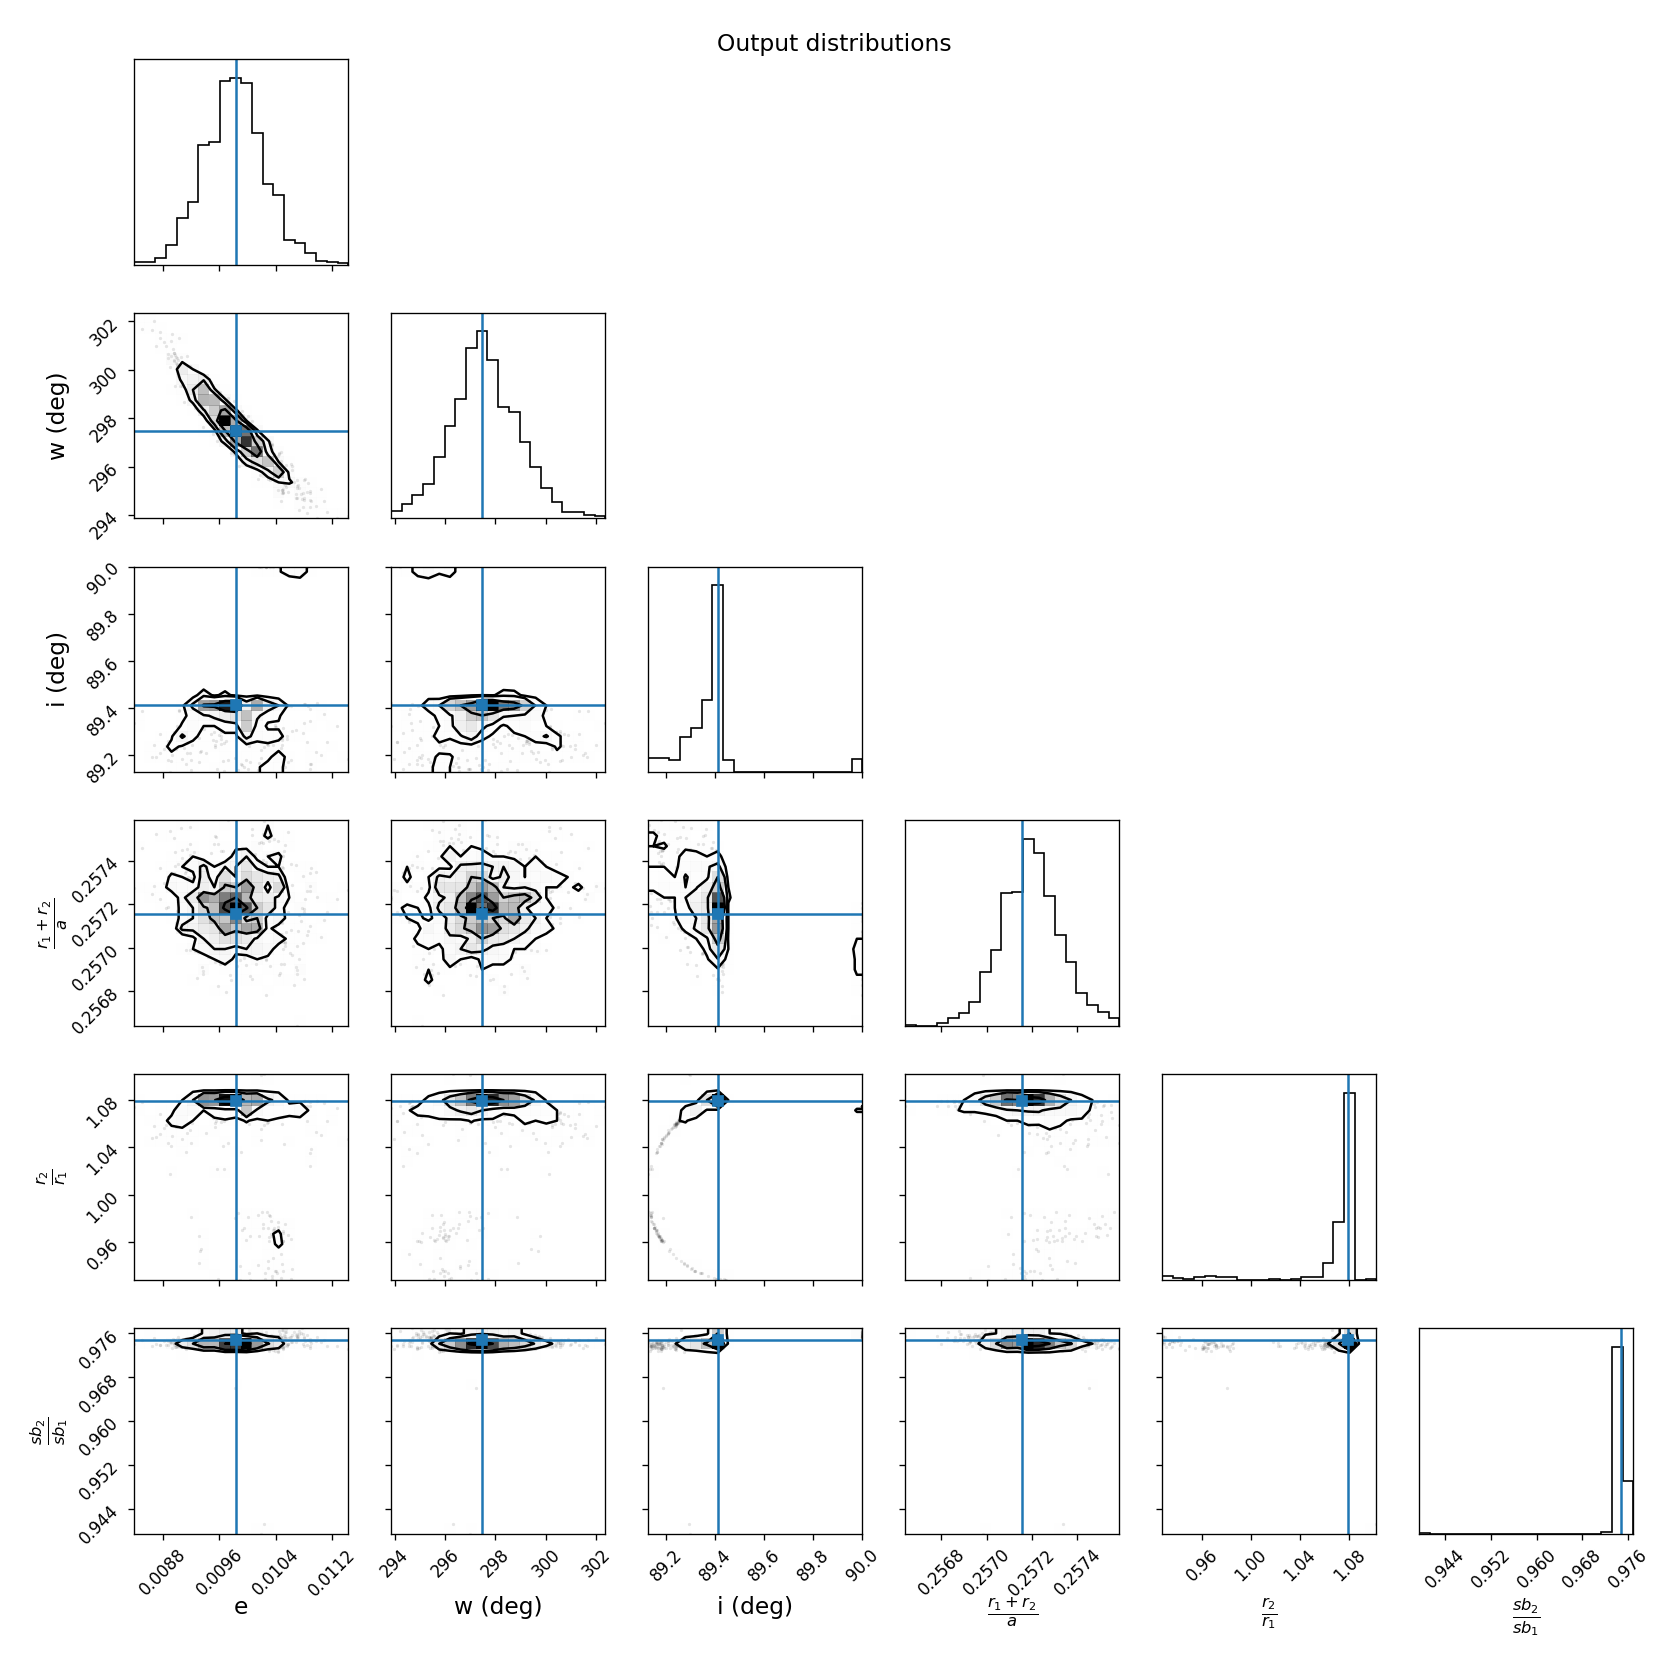 Output distributions
w (deg)
302
300
298
296
294
i (deg)
90.0
89.8
89.6
89.4
89.2
r₁ + r₂
a
0.2574
0.2572
0.2570
0.2568
r₂
r₁
1.08
1.04
1.00
0.96
sb₂
sb₁
0.976
0.968
0.960
0.952
0.944
0.0088 0.0096 0.0104 0.0112 294 296 298 300 302 89.2 89.4 89.6 89.8 90.0 0.2568 0.2570 0.2572 0.2574 0.96 1.00 1.04 1.08 0.944 0.952 0.960 0.968 0.976
e w (deg) i (deg) r₁ + r₂ r₂ sb₂
a r₁ sb₁